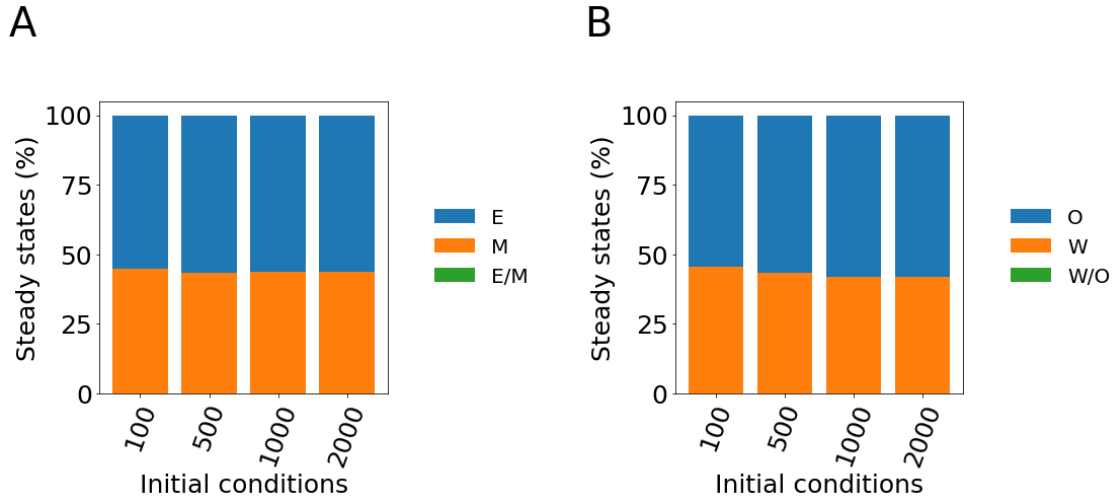 A
Steady states (%)
100
75
50
25
0
100
500
1000
2000
Initial conditions
E
M
E/M
B
Steady states (%)
100
75
50
25
0
100
500
1000
2000
Initial conditions
O
W
W/O